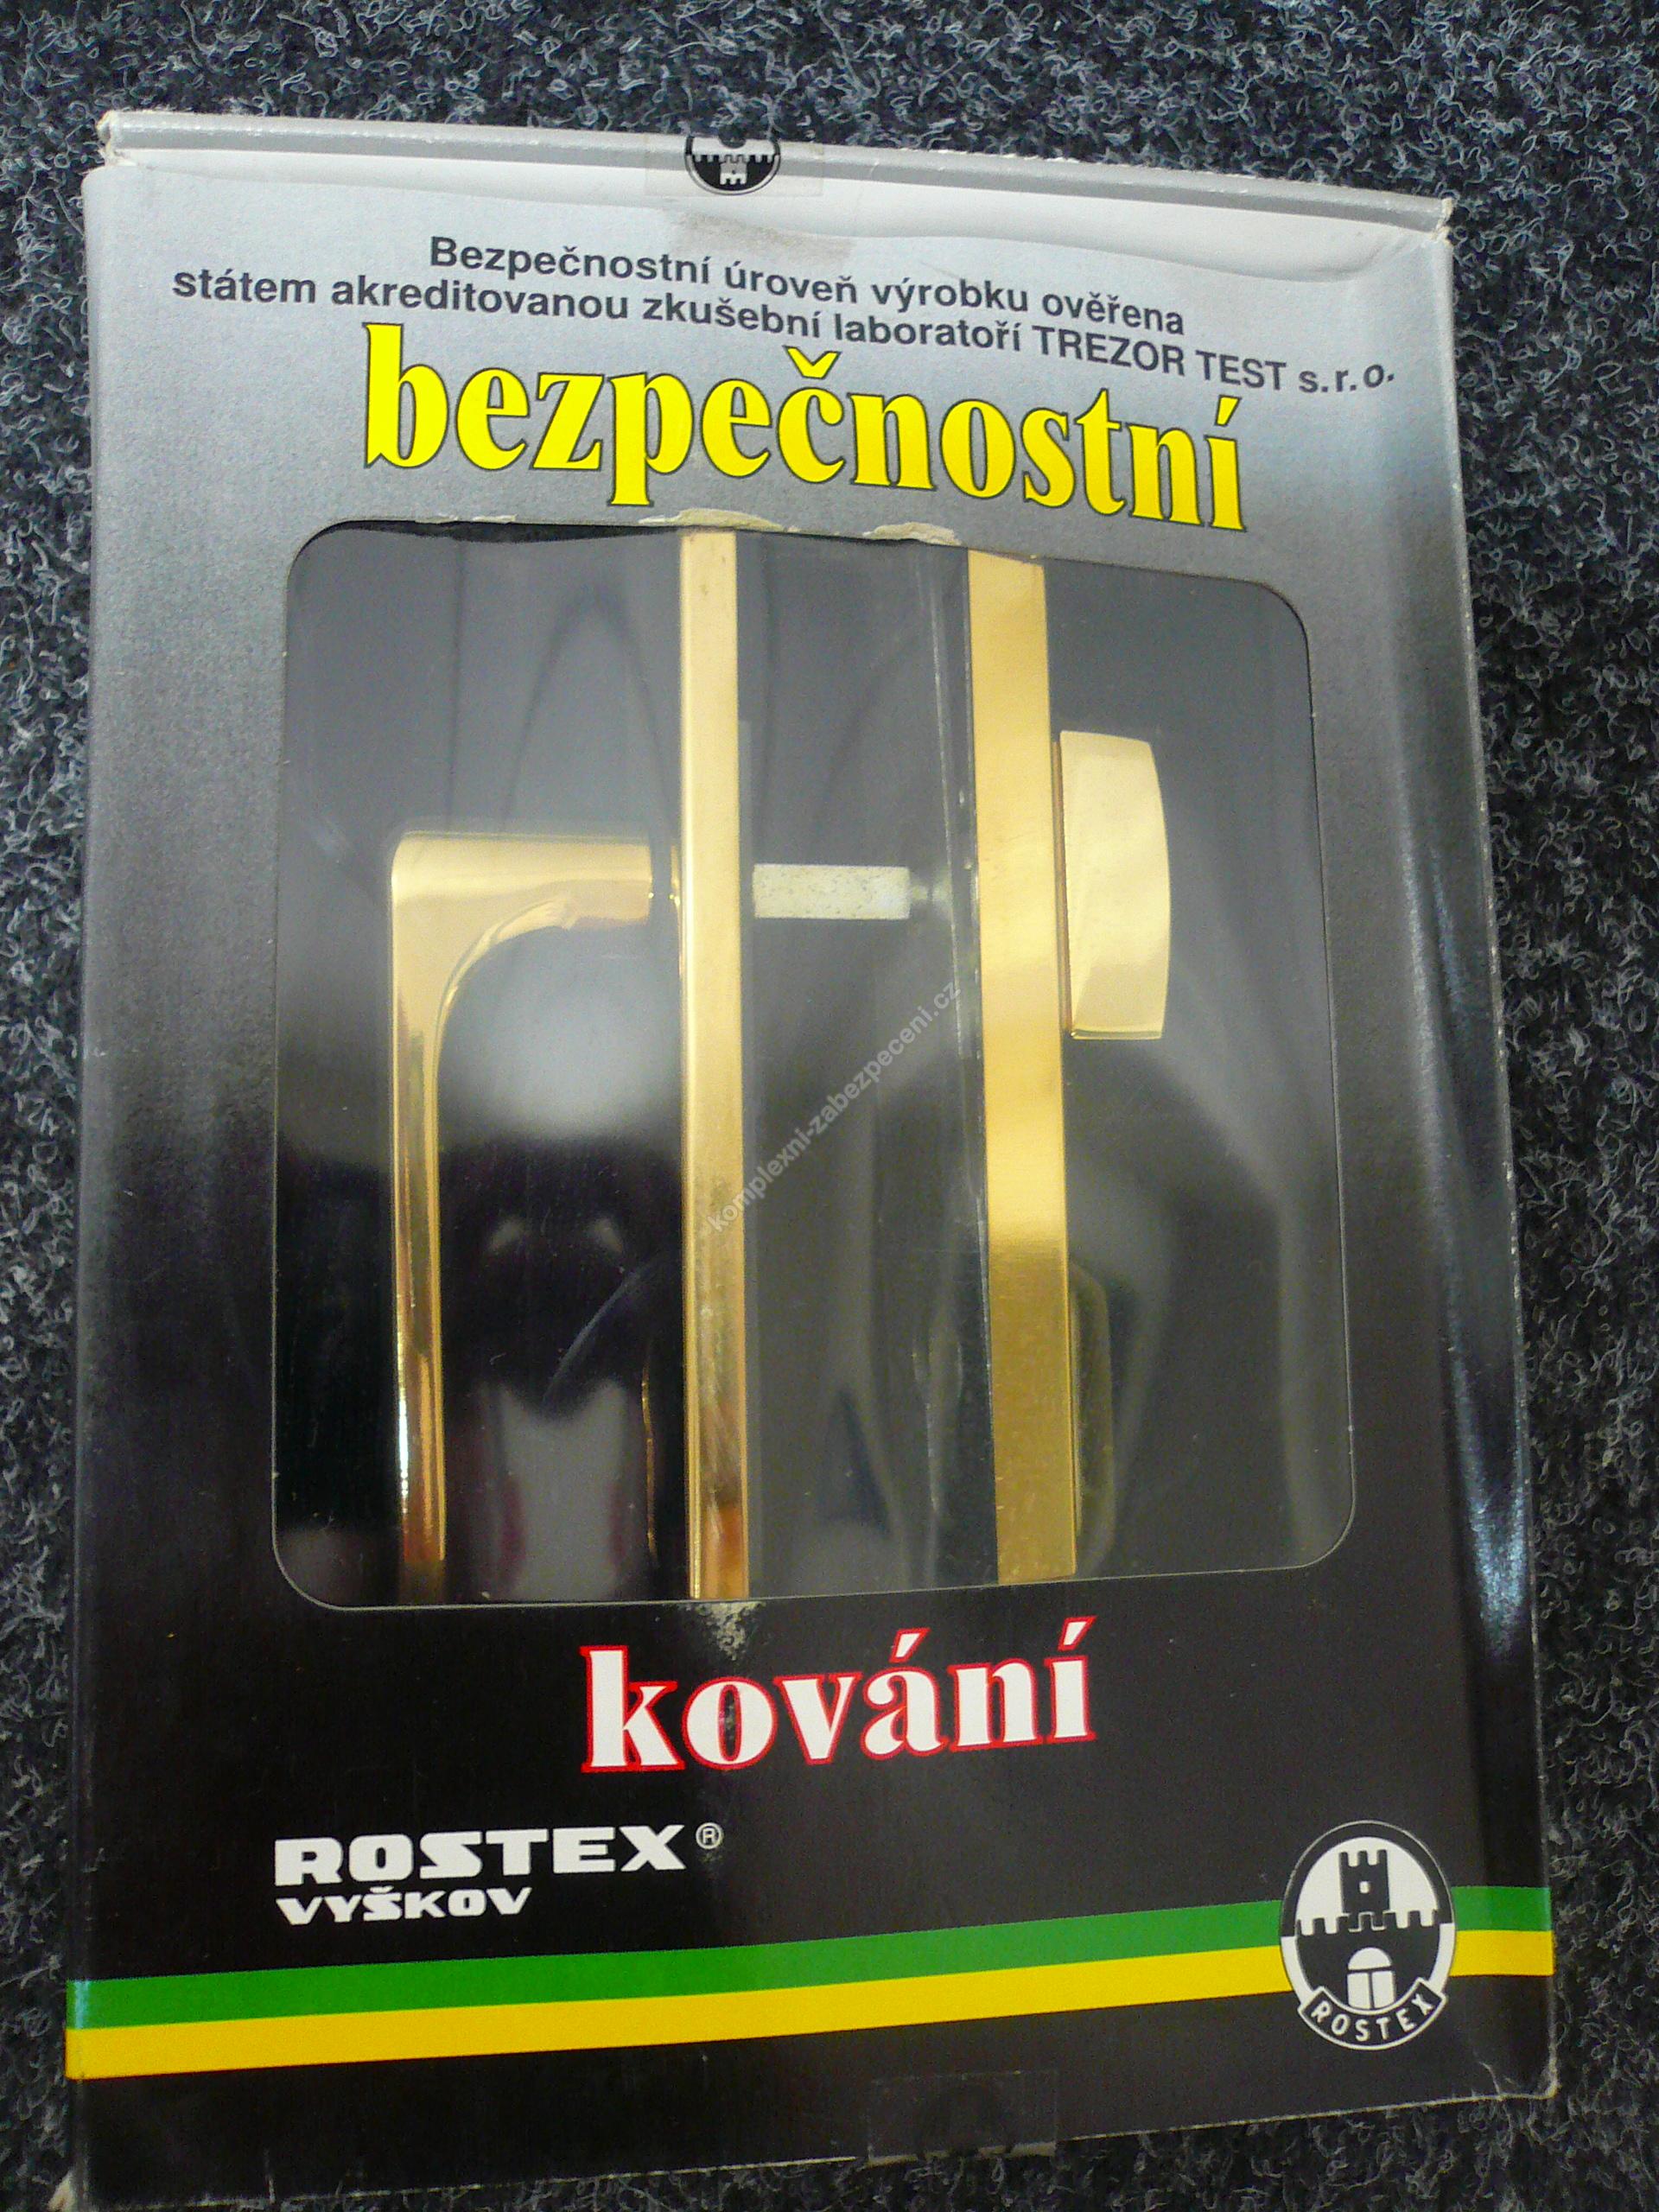 Bezpečnostní úroveň výrobku ověřena
státem akreditovanou zkušební laboratoří TREZOR TEST s.r.o.
bezpečnostní
komplexni-zabezpeceni.cz
kování
ROSTEX®
VYŠKOV
ROSTEX